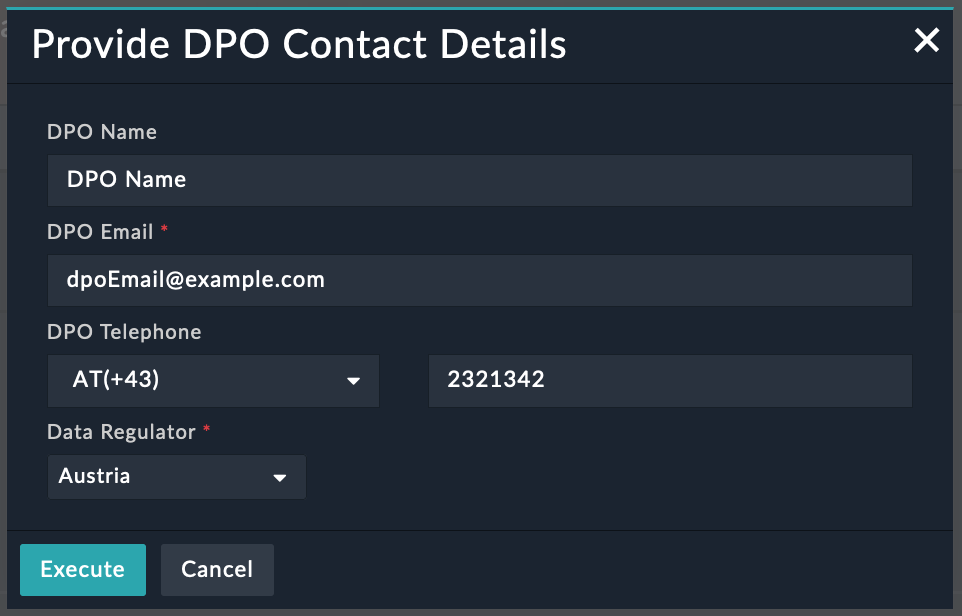 Provide DPO Contact Details
DPO Name
DPO Name
DPO Email *
dpoEmail@example.com
DPO Telephone
AT(+43) 2321342
Data Regulator *
Austria
Execute Cancel